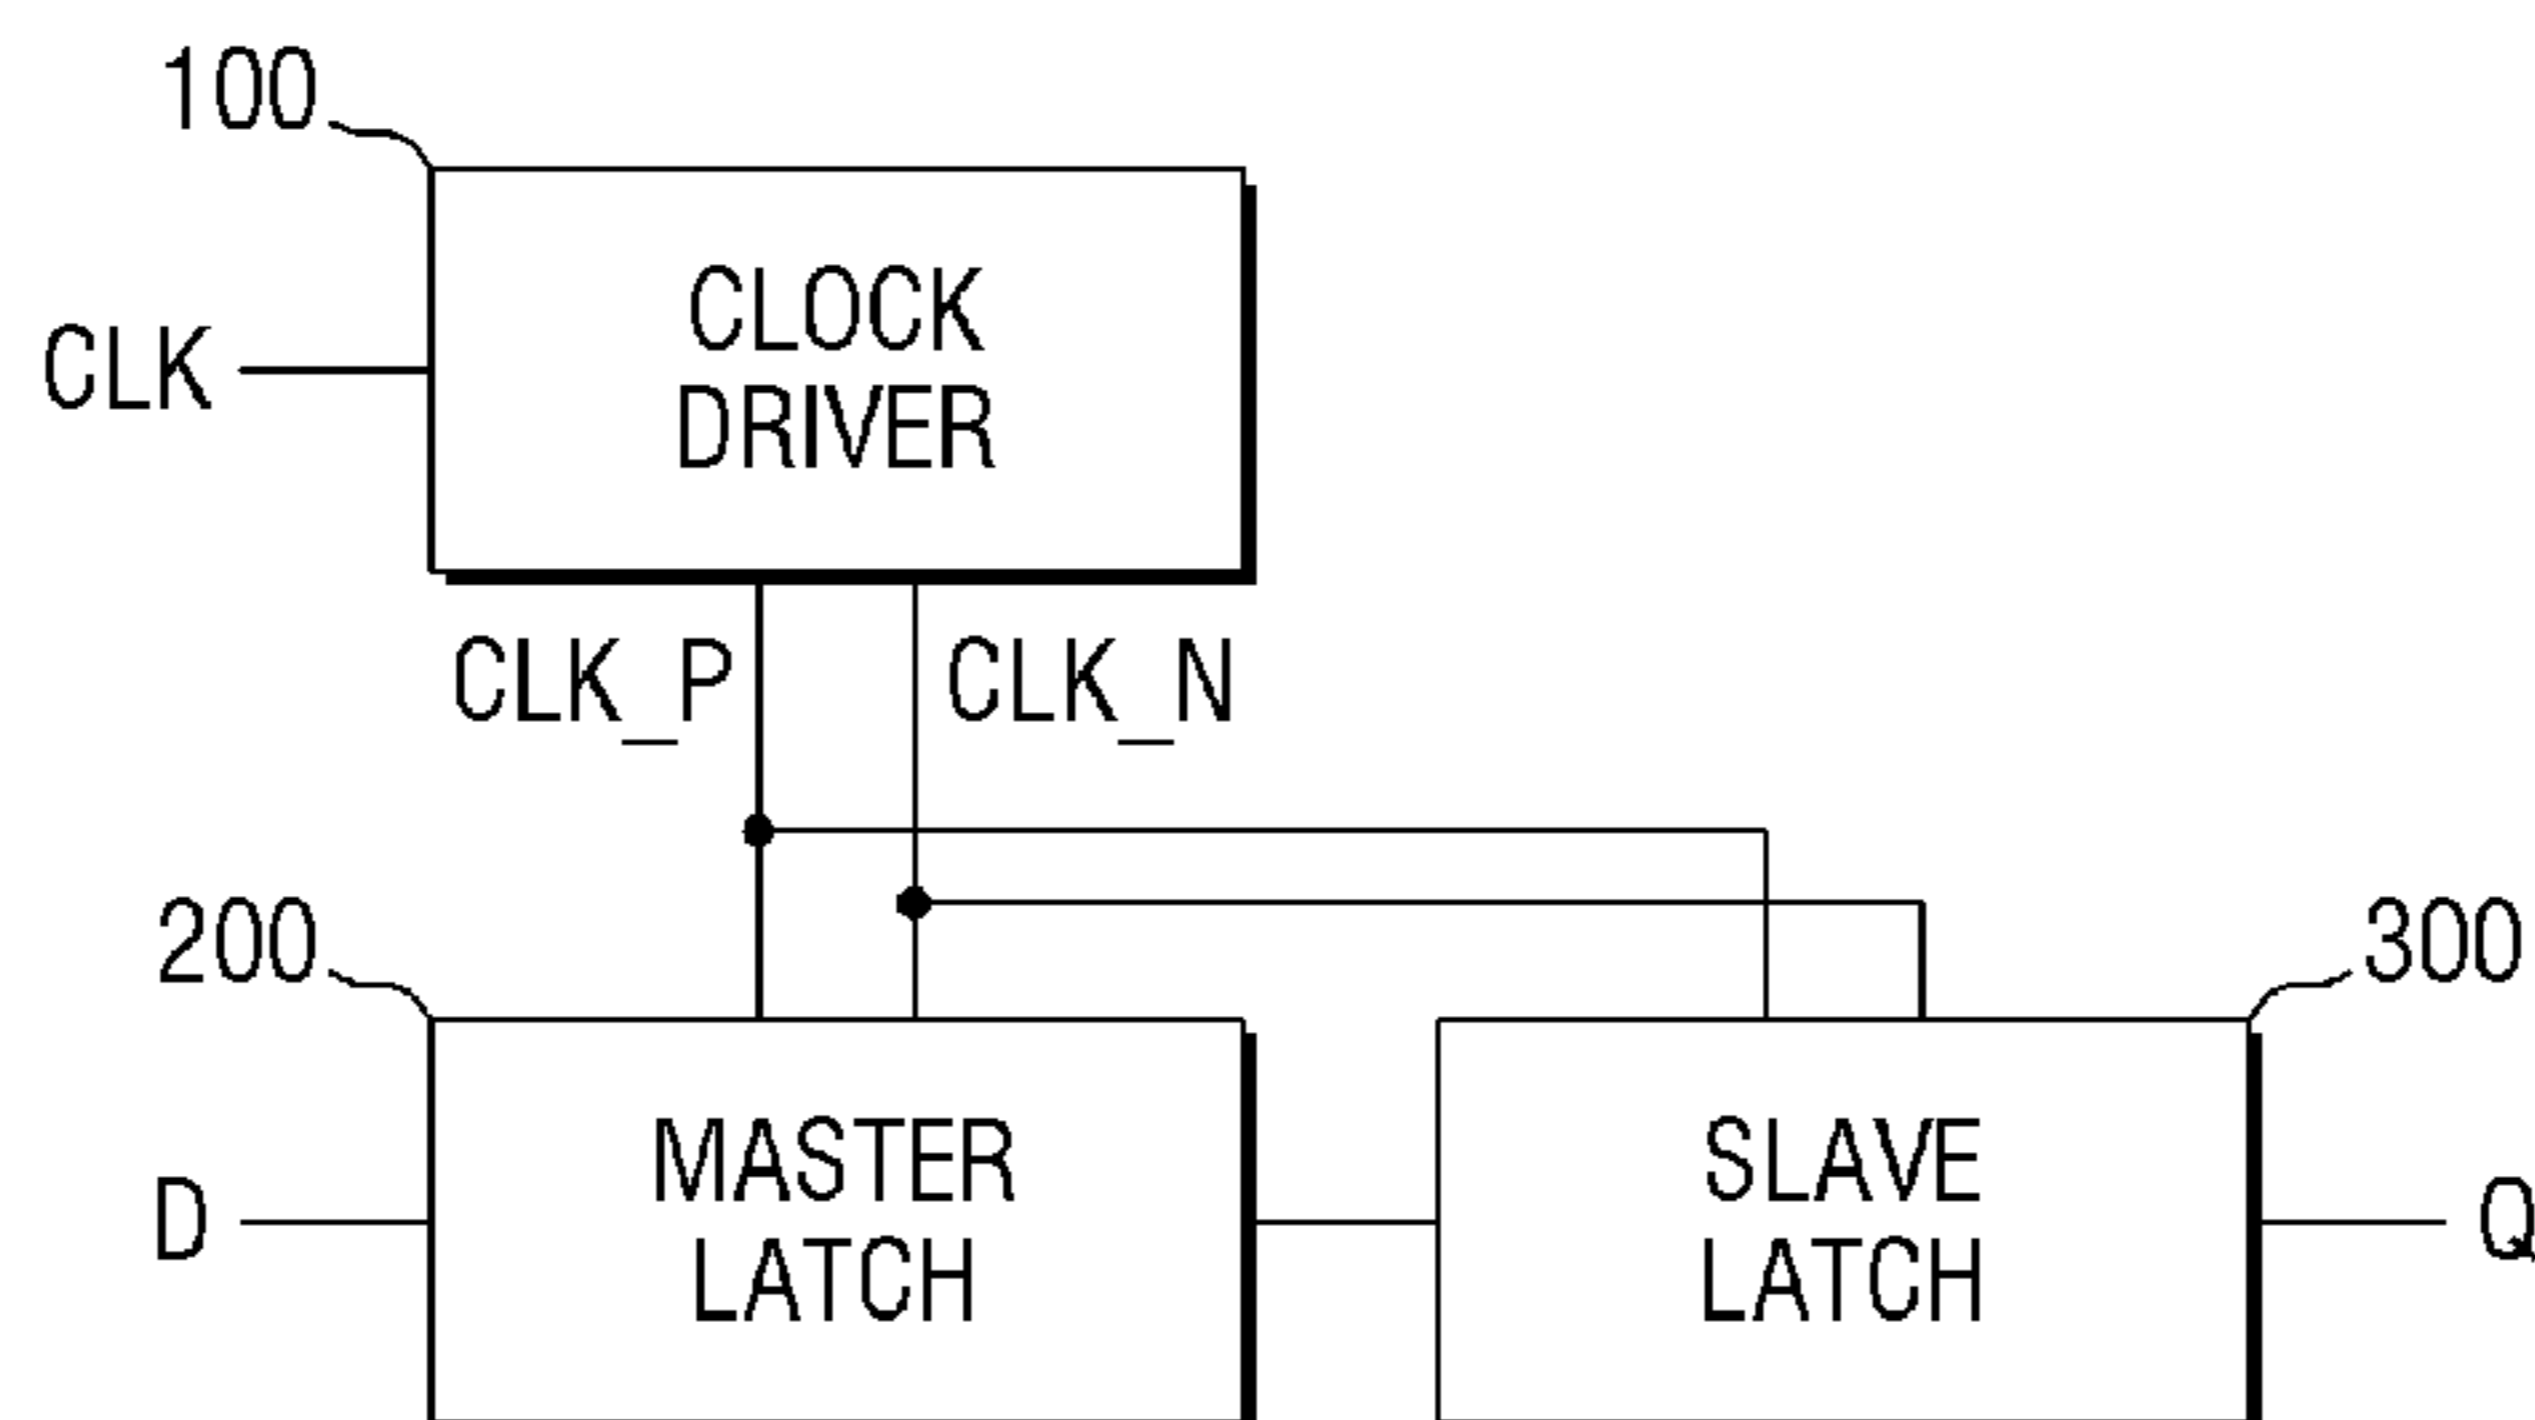 100
CLK
CLOCK
DRIVER
CLK_P
CLK_N
200
300
D
MASTER
LATCH
SLAVE
LATCH
Q